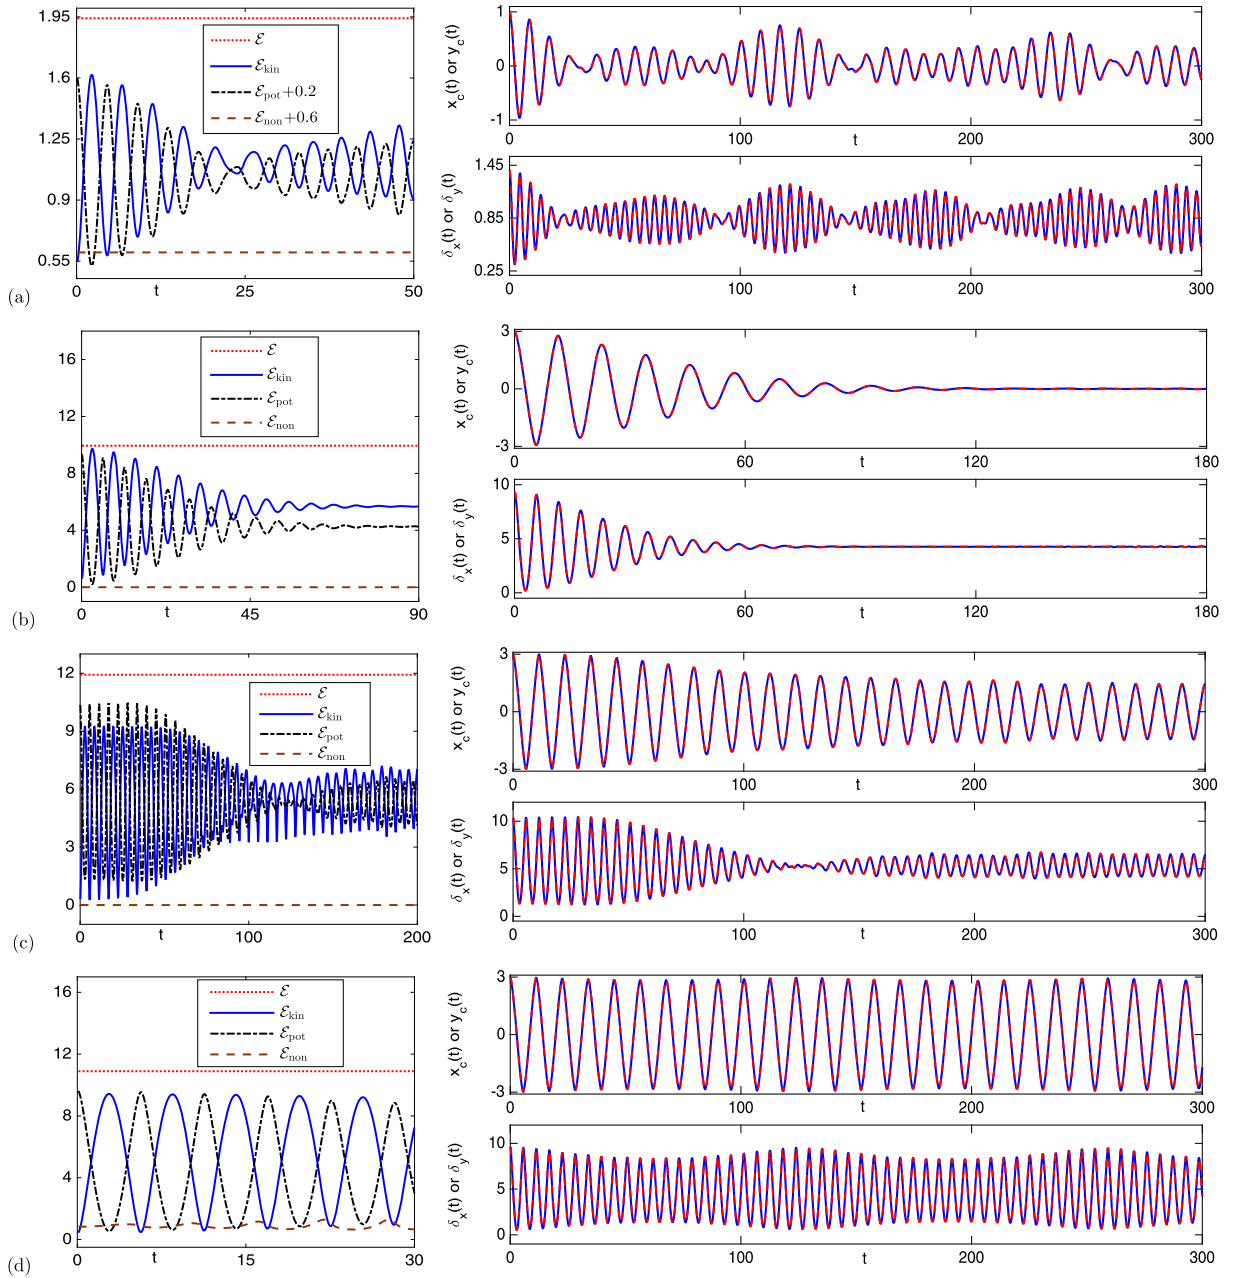 1.95
1.6
1.25
0.9
0.55
ℰ
ℰkin
ℰpot+0.2
ℰnon+0.6
0
t
25
50
(a)
1
0
-1
xc(t) or yc(t)
0
100
t
200
300
1.45
0.85
0.25
δx(t) or δy(t)
0
100
t
200
300
16
12
8
4
0
ℰ
ℰkin
ℰpot
ℰnon
0
t
45
90
(b)
3
0
-3
xc(t) or yc(t)
0
60
t
120
180
10
5
0
δx(t) or δy(t)
0
60
t
120
180
12
9
6
3
0
ℰ
ℰkin
ℰpot
ℰnon
0
t
100
200
(c)
3
0
-3
xc(t) or yc(t)
0
100
t
200
300
10
5
0
δx(t) or δy(t)
0
100
t
200
300
16
12
8
4
0
ℰ
ℰkin
ℰpot
ℰnon
0
t
15
30
(d)
3
0
-3
xc(t) or yc(t)
0
100
t
200
300
10
5
0
δx(t) or δy(t)
0
100
t
200
300